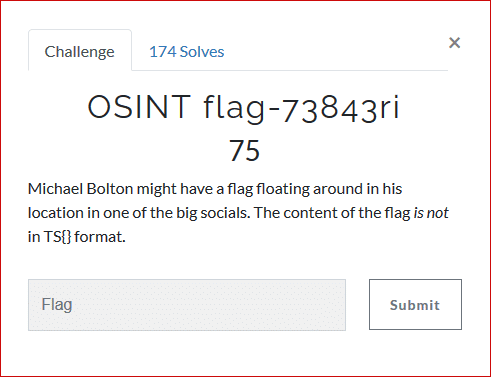 Challenge
174 Solves
×
OSINT flag-73843ri
75
Michael Bolton might have a flag floating around in his
location in one of the big socials. The content of the flag is not
in TS{} format.
Flag
Submit